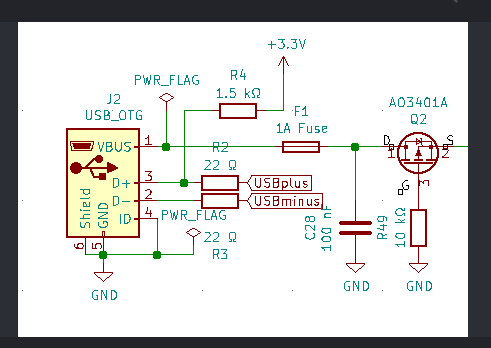 +3.3V
PWR_FLAG
R4
1.5 kΩ
J2
USB_OTG
F1
1A Fuse
AO3401A
Q2
VBUS
1
R2
22 Ω
D
1
S
2
D+
3
USBplus
D-
2
USBminus
ID
4
G
3
Shield
GND
6
5
PWR_FLAG
22 Ω
R3
C28
100 nF
R49
10 kΩ
GND
GND
GND